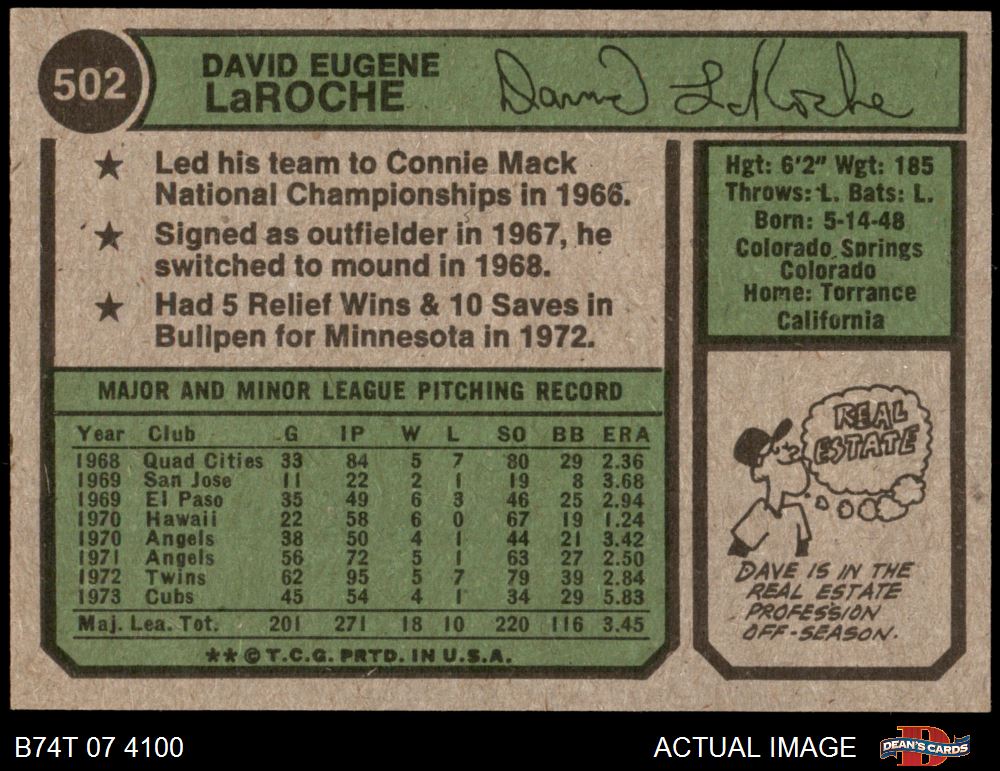 502
DAVID EUGENE
LaROCHE
Dave LaRoche
★ Led his team to Connie Mack
National Championships in 1966.
★ Signed as outfielder in 1967, he
switched to mound in 1968.
★ Had 5 Relief Wins & 10 Saves in
Bullpen for Minnesota in 1972.
Hgt: 6'2" Wgt: 185
Throws: L. Bats: L.
Born: 5-14-48
Colorado Springs
Colorado
Home: Torrance
California
MAJOR AND MINOR LEAGUE PITCHING RECORD
Year Club G IP W L SO BB ERA
1968 Quad Cities 33 84 5 7 80 29 2.36
1969 San Jose 11 22 2 1 19 8 3.68
1969 El Paso 35 49 6 3 46 25 2.94
1970 Hawaii 22 58 6 0 67 19 1.24
1970 Angels 38 50 4 1 44 21 3.42
1971 Angels 56 72 5 1 63 27 2.50
1972 Twins 62 95 5 7 79 39 2.84
1973 Cubs 45 54 4 1 34 29 5.83
Maj. Lea. Tot. 201 271 18 10 220 116 3.45
** © T.C.G. PRTD. IN U.S.A.
REAL
ESTATE
DAVE IS IN THE
REAL ESTATE
PROFESSION
OFF-SEASON.
B74T 07 4100
ACTUAL IMAGE
DEAN'S CARDS